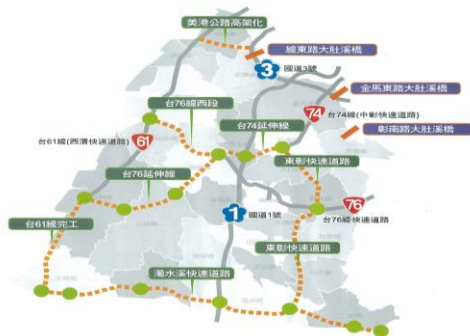 美港公路高架化
線東路大肚溪橋
3
國道3號
金馬東路大肚溪橋
台76線西段
台74延伸線
74
台74線(中彰快速道路)
彰南路大肚溪橋
台61線(西濱快速道路)
61
東彰快速道路
台76延伸線
76
1
國道1號
台76線快速道路
台61線完工
東彰快速道路
濁水溪快速道路